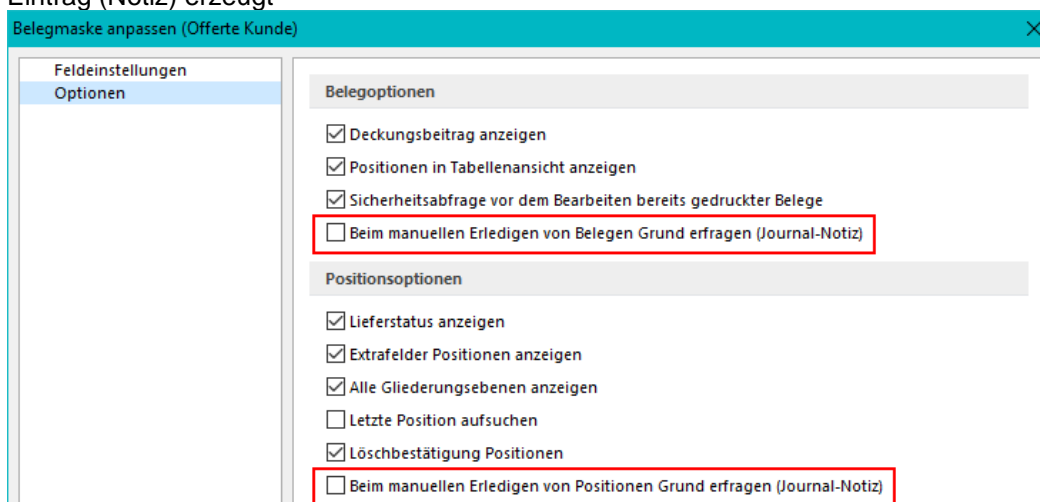 Eintrag (Notiz) erzeugt
Belegmaske anpassen (Offerte Kunde)
Feldeinstellungen
Optionen
Belegoptionen
Deckungsbeitrag anzeigen
Positionen in Tabellenansicht anzeigen
Sicherheitsabfrage vor dem Bearbeiten bereits gedruckter Belege
Beim manuellen Erledigen von Belegen Grund erfragen (Journal-Notiz)
Positionsoptionen
Lieferstatus anzeigen
Extrafelder Positionen anzeigen
Alle Gliederungsebenen anzeigen
Letzte Position aufsuchen
Löschbestätigung Positionen
Beim manuellen Erledigen von Positionen Grund erfragen (Journal-Notiz)